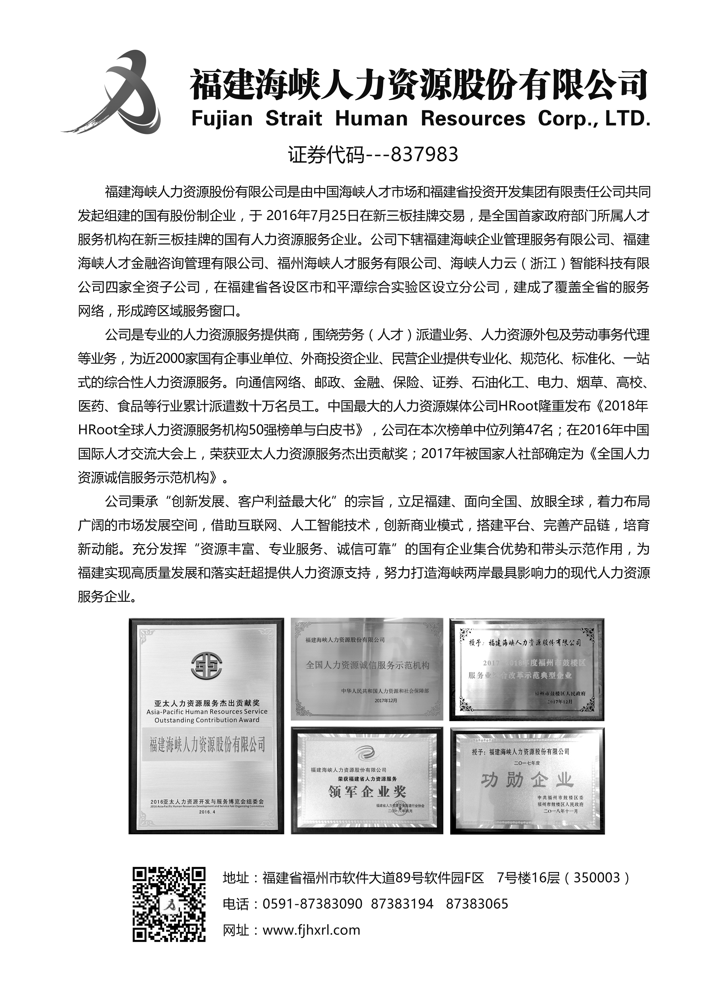 福建海峡人力资源股份有限公司
Fujian Strait Human Resources Corp., LTD.
证券代码---837983
福建海峡人力资源股份有限公司是由中国海峡人才市场和福建省投资开发集团有限责任公司共同
发起组建的国有股份制企业，于 2016年7月25日在新三板挂牌交易，是全国首家政府部门所属人才
服务机构在新三板挂牌的国有人力资源服务企业。公司下辖福建海峡企业管理服务有限公司、福建
海峡人才金融咨询管理有限公司、福州海峡人才服务有限公司、海峡人力云（浙江）智能科技有限
公司四家全资子公司，在福建省各设区市和平潭综合实验区设立分公司，建成了覆盖全省的服务
网络，形成跨区域服务窗口。
公司是专业的人力资源服务提供商，围绕劳务（人才）派遣业务、人力资源外包及劳动事务代理
等业务，为近2000家国有企事业单位、外商投资企业、民营企业提供专业化、规范化、标准化、一站
式的综合性人力资源服务。向通信网络、邮政、金融、保险、证券、石油化工、电力、烟草、高校、
医药、食品等行业累计派遣数十万名员工。中国最大的人力资源媒体公司HRoot隆重发布《2018年
HRoot全球人力资源服务机构50强榜单与白皮书》，公司在本次榜单中位列第47名；在2016年中国
国际人才交流大会上，荣获亚太人力资源服务杰出贡献奖；2017年被国家人社部确定为《全国人力
资源诚信服务示范机构》。
公司秉承“创新发展、客户利益最大化”的宗旨，立足福建、面向全国、放眼全球，着力布局
广阔的市场发展空间，借助互联网、人工智能技术，创新商业模式，搭建平台、完善产品链，培育
新动能。充分发挥“资源丰富、专业服务、诚信可靠”的国有企业集合优势和带头示范作用，为
福建实现高质量发展和落实赶超提供人力资源支持，努力打造海峡两岸最具影响力的现代人力资源
服务企业。
亚太人力资源服务杰出贡献奖
Asia-Pacific Human Resources Service
Outstanding Contribution Award
福建海峡人力资源股份有限公司
2016亚太人力资源开发与服务博览会组委会
2016 Asia-Pacific Human Resources Development and Service Fair Organizing Committee
2016.4
福建海峡人力资源股份有限公司
全国人力资源诚信服务示范机构
中华人民共和国人力资源和社会保障部
2017年12月
授予：福建海峡人力资源股份有限公司
2017-2018年度福州市鼓楼区
服务业综合改革示范典型企业
福州市鼓楼区人民政府
2017年12月
福建海峡人力资源股份有限公司
荣获福建省人力资源服务
领军企业奖
福建省人力资源劳务派遣行业协会
二〇一八年四月
授予：福建海峡人力资源股份有限公司
二〇一七年度
功勋企业
中共福州市鼓楼区委
福州市鼓楼区人民政府
二〇一八年十一月
地址：福建省福州市软件大道89号软件园F区 7号楼16层（350003）
电话：0591-87383090 87383194 87383065
网址：www.fjhxrl.com